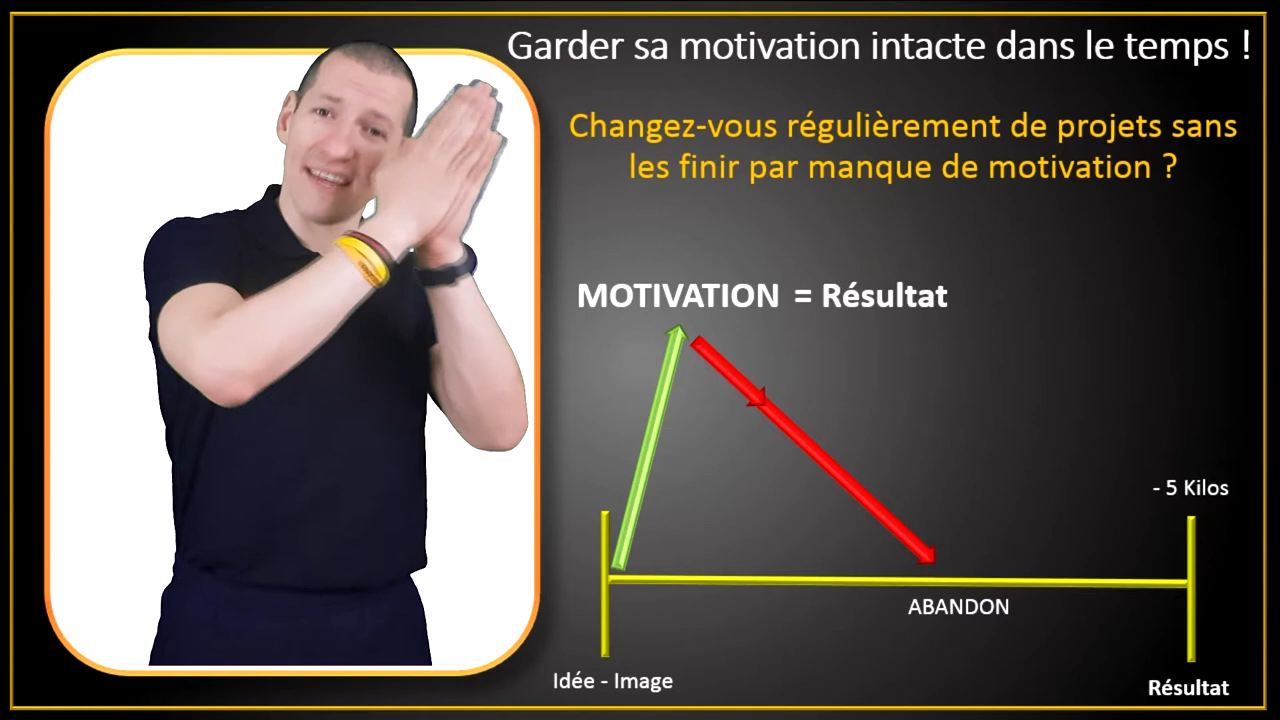 Garder sa motivation intacte dans le temps !
Changez-vous régulièrement de projets sans
les finir par manque de motivation ?
MOTIVATION = Résultat
- 5 Kilos
ABANDON
Idée - Image
Résultat